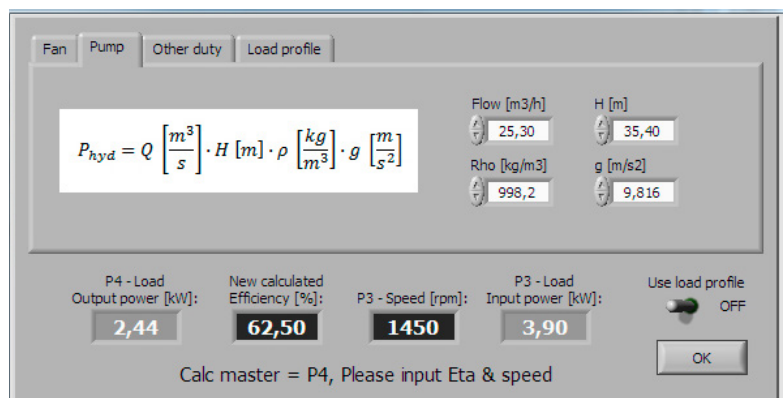 Fan Pump Other duty Load profile
Flow [m3/h] H [m]
25,30 35,40
P_hyd = Q [m³/s] · H [m] · ρ [kg/m³] · g [m/s²]
Rho [kg/m3] g [m/s2]
998,2 9,816
P4 - Load New calculated P3 - Load Use load profile
Output power [kW]: Efficiency [%]: P3 - Speed [rpm]: Input power [kW]: OFF
2,44 62,50 1450 3,90
OK
Calc master = P4, Please input Eta & speed